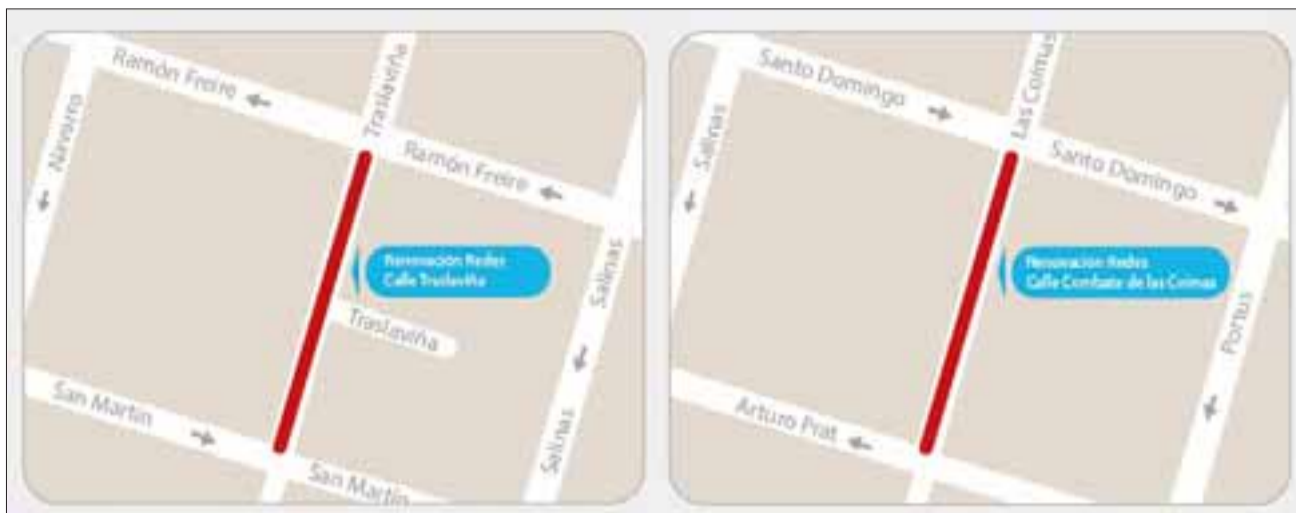 Ramón Freire
Traslaviña
Navarro
Ramón Freire
Renovación Redes
Calle Traslaviña
Salinas
Traslaviña
San Martín
San Martín
Salinas
Santo Domingo
Las Coimas
Salinas
Santo Domingo
Renovación Redes
Calle Combate de las Coimas
Portus
Arturo Prat